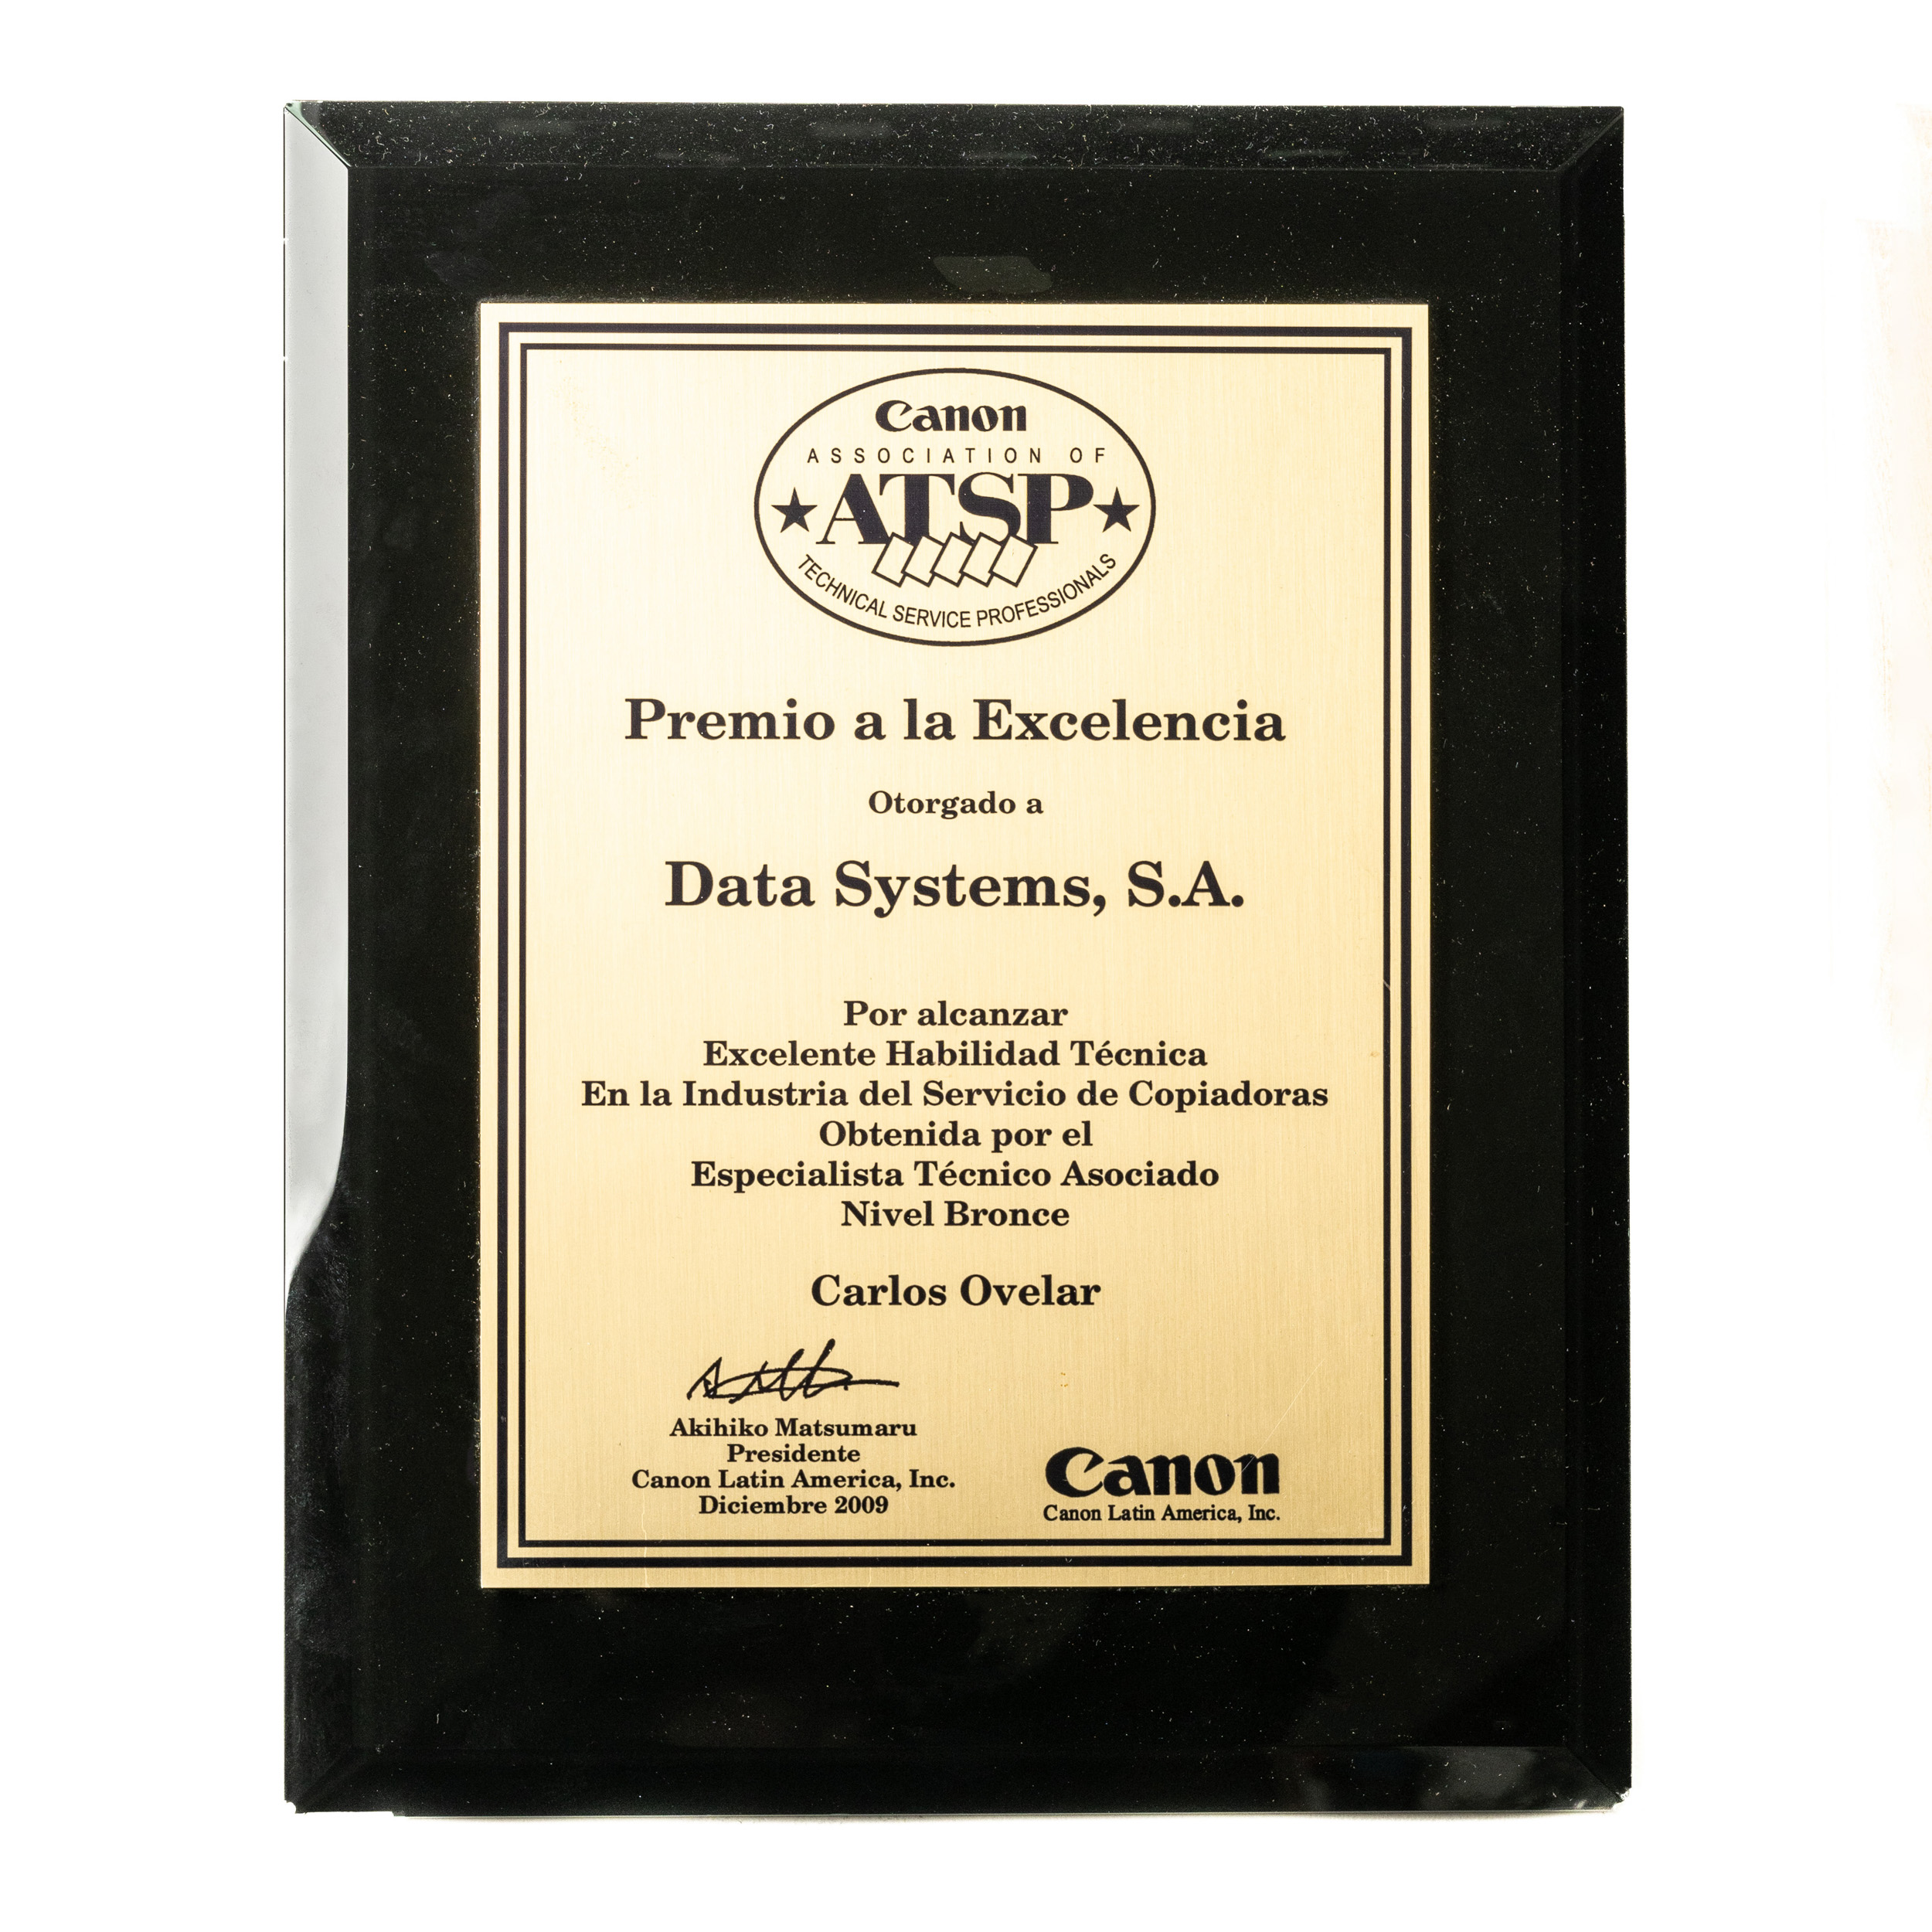 Canon
ASSOCIATION OF
ATSP
TECHNICAL SERVICE PROFESSIONALS
Premio a la Excelencia
Otorgado a
Data Systems, S.A.
Por alcanzar
Excelente Habilidad Técnica
En la Industria del Servicio de Copiadoras
Obtenida por el
Especialista Técnico Asociado
Nivel Bronce
Carlos Ovelar
Akihiko Matsumaru
Presidente
Canon Latin America, Inc.
Diciembre 2009
Canon
Canon Latin America, Inc.